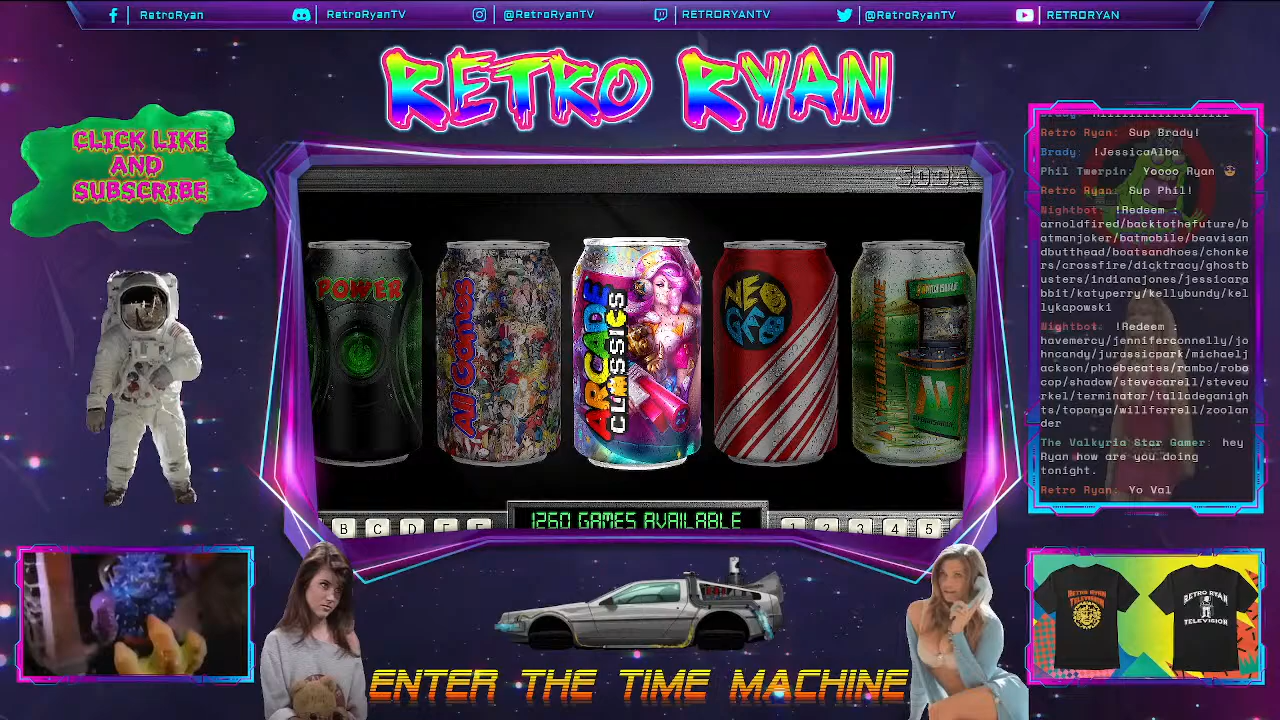 RetroRyan
RetroRyanTV
@RetroRyanTV
RETRORYANTV
@RetroRyanTV
RETRORYAN
RETRO RYAN
CLICK LIKE
AND
SUBSCRIBE
SODA
POWER
All Games
ARCADE
CLASSICS
NEO
GEO
1260 GAMES AVAILABLE
B C D E F
1 2 3 4 5
Retro Ryan: Sup Brady!
Brady: !JessicaAlba
Phil Twerpin: Yoooo Ryan
Retro Ryan: Sup Phil!
Nightbot: !Redeem :
arnoldfired/backtothefuture/b
atmanjoker/batmobile/beavisan
dbutthead/boatsandhoes/chonke
rs/crossfire/dicktracy/ghostb
usters/indianajones/jessicara
bbit/katyperry/kellybundy/kel
lykapowski
Nightbot: !Redeem :
havemercy/jenniferconnelly/jo
hncandy/jurassicpark/michaelj
ackson/phoebecates/rambo/robo
cop/shadow/stevecarell/steveu
rkel/terminator/talladeganigh
ts/topanga/willferrell/zoolan
der
The Valkyria Star Gamer: hey
Ryan how are you doing
tonight.
Retro Ryan: Yo Val
ENTER THE TIME MACHINE
RETRO RYAN
TELEVISION
RETRO RYAN
TELEVISION